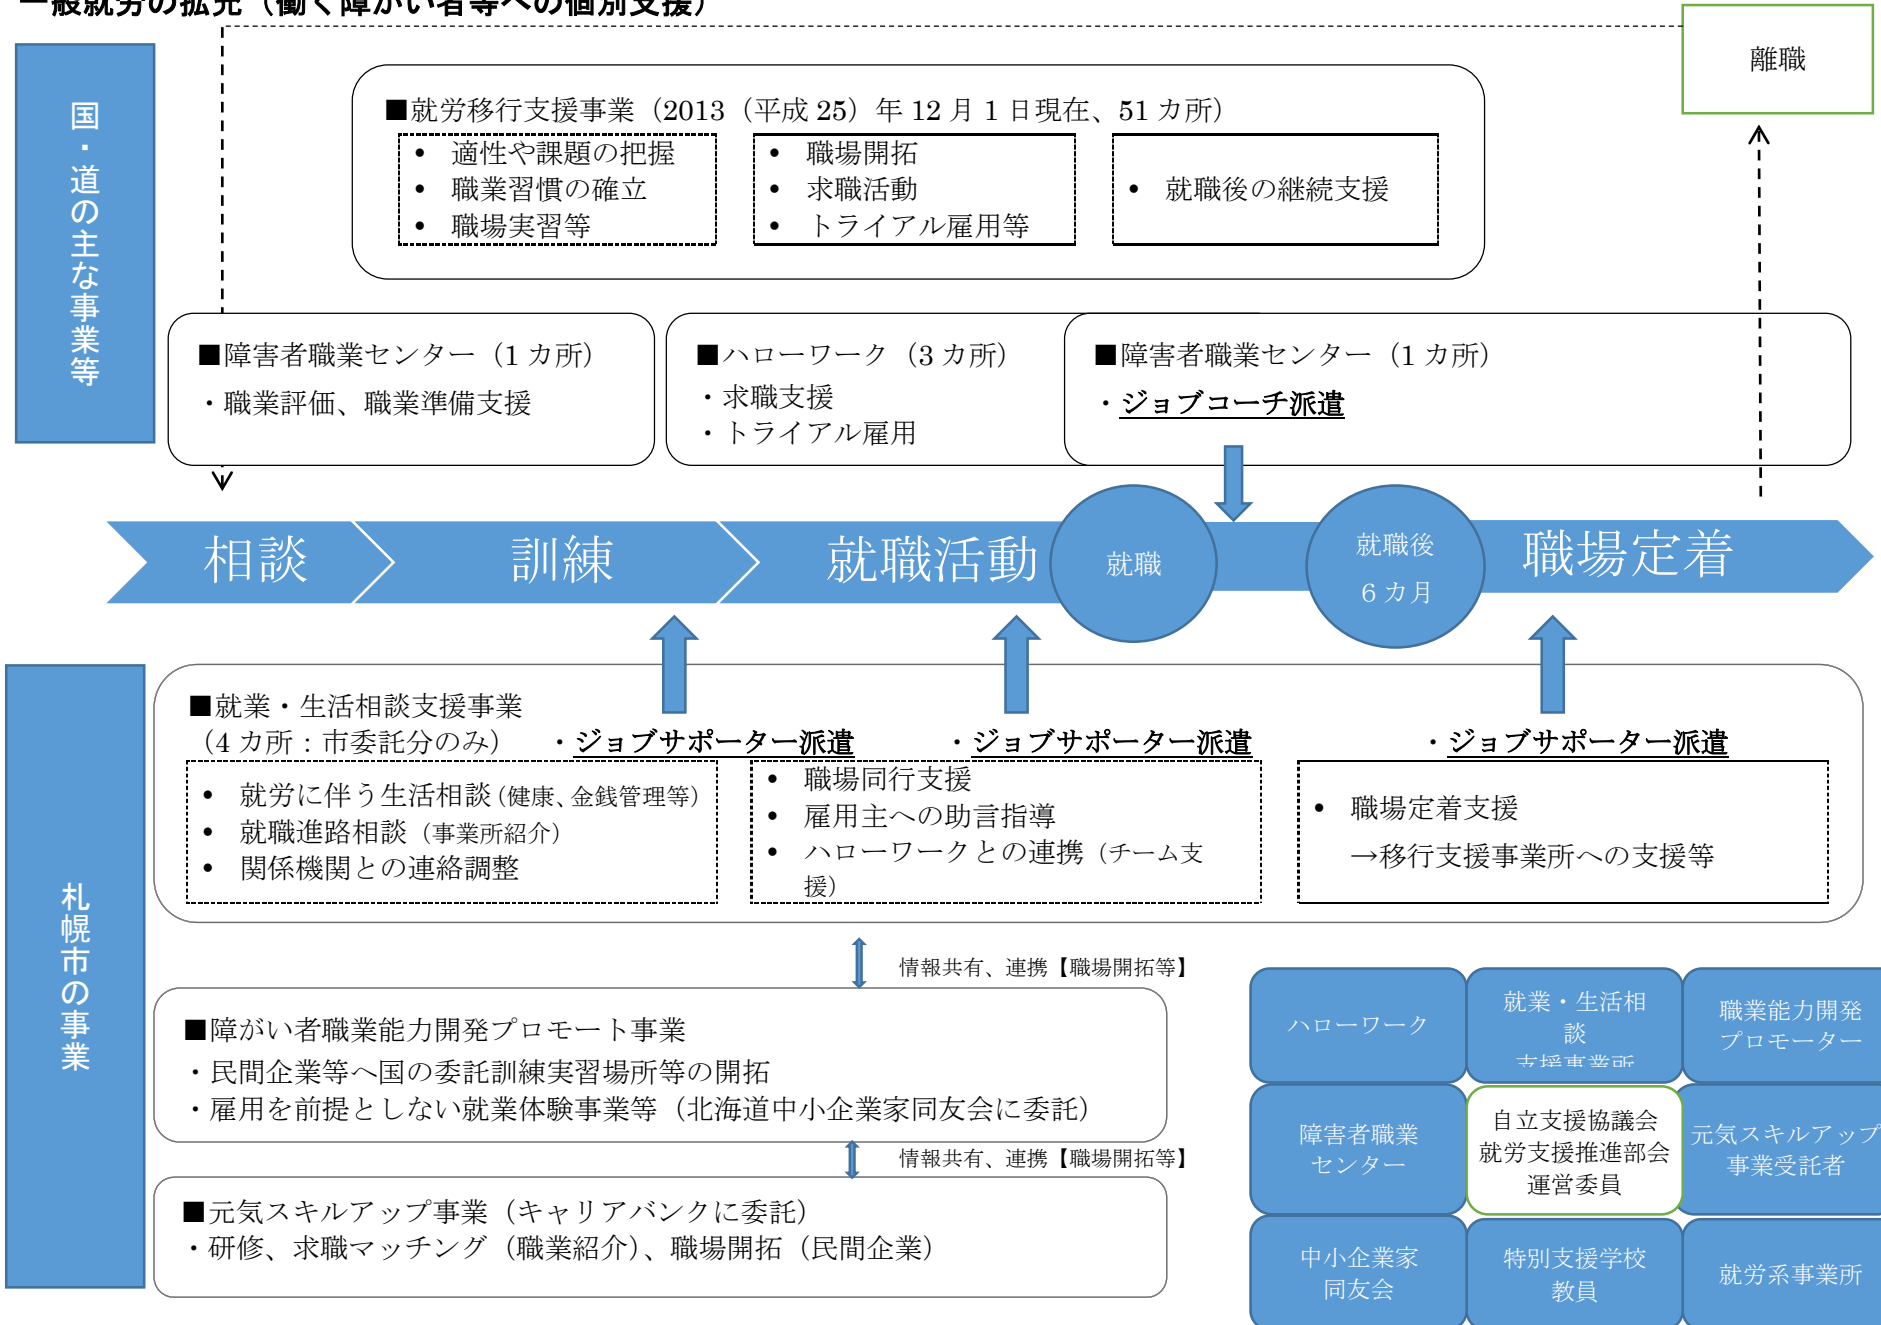 一般就労の拡充（働く障がい者等への個別支援）
離職
国・道の主な事業等
■就労移行支援事業（2013（平成 25）年 12 月 1 日現在、51 カ所）
• 適性や課題の把握
• 職業習慣の確立
• 職場実習等
• 職場開拓
• 求職活動
• トライアル雇用等
• 就職後の継続支援
■障害者職業センター（1 カ所）
・職業評価、職業準備支援
■ハローワーク（3 カ所）
・求職支援
・トライアル雇用
■障害者職業センター（1 カ所）
・ジョブコーチ派遣
相談
訓練
就職活動
就職
就職後
６カ月
職場定着
札幌市の事業
■就業・生活相談支援事業
（4 カ所：市委託分のみ）
・ジョブサポーター派遣
・ジョブサポーター派遣
・ジョブサポーター派遣
• 就労に伴う生活相談（健康、金銭管理等）
• 就職進路相談（事業所紹介）
• 関係機関との連絡調整
• 職場同行支援
• 雇用主への助言指導
• ハローワークとの連携（チーム支
援）
• 職場定着支援
→移行支援事業所への支援等
情報共有、連携【職場開拓等】
■障がい者職業能力開発プロモート事業
・民間企業等へ国の委託訓練実習場所等の開拓
・雇用を前提としない就業体験事業等（北海道中小企業家同友会に委託）
情報共有、連携【職場開拓等】
■元気スキルアップ事業（キャリアバンクに委託）
・研修、求職マッチング（職業紹介）、職場開拓（民間企業）
ハローワーク
就業・生活相
談
支援事業所
職業能力開発
プロモーター
障害者職業
センター
自立支援協議会
就労支援推進部会
運営委員
元気スキルアップ
事業受託者
中小企業家
同友会
特別支援学校
教員
就労系事業所